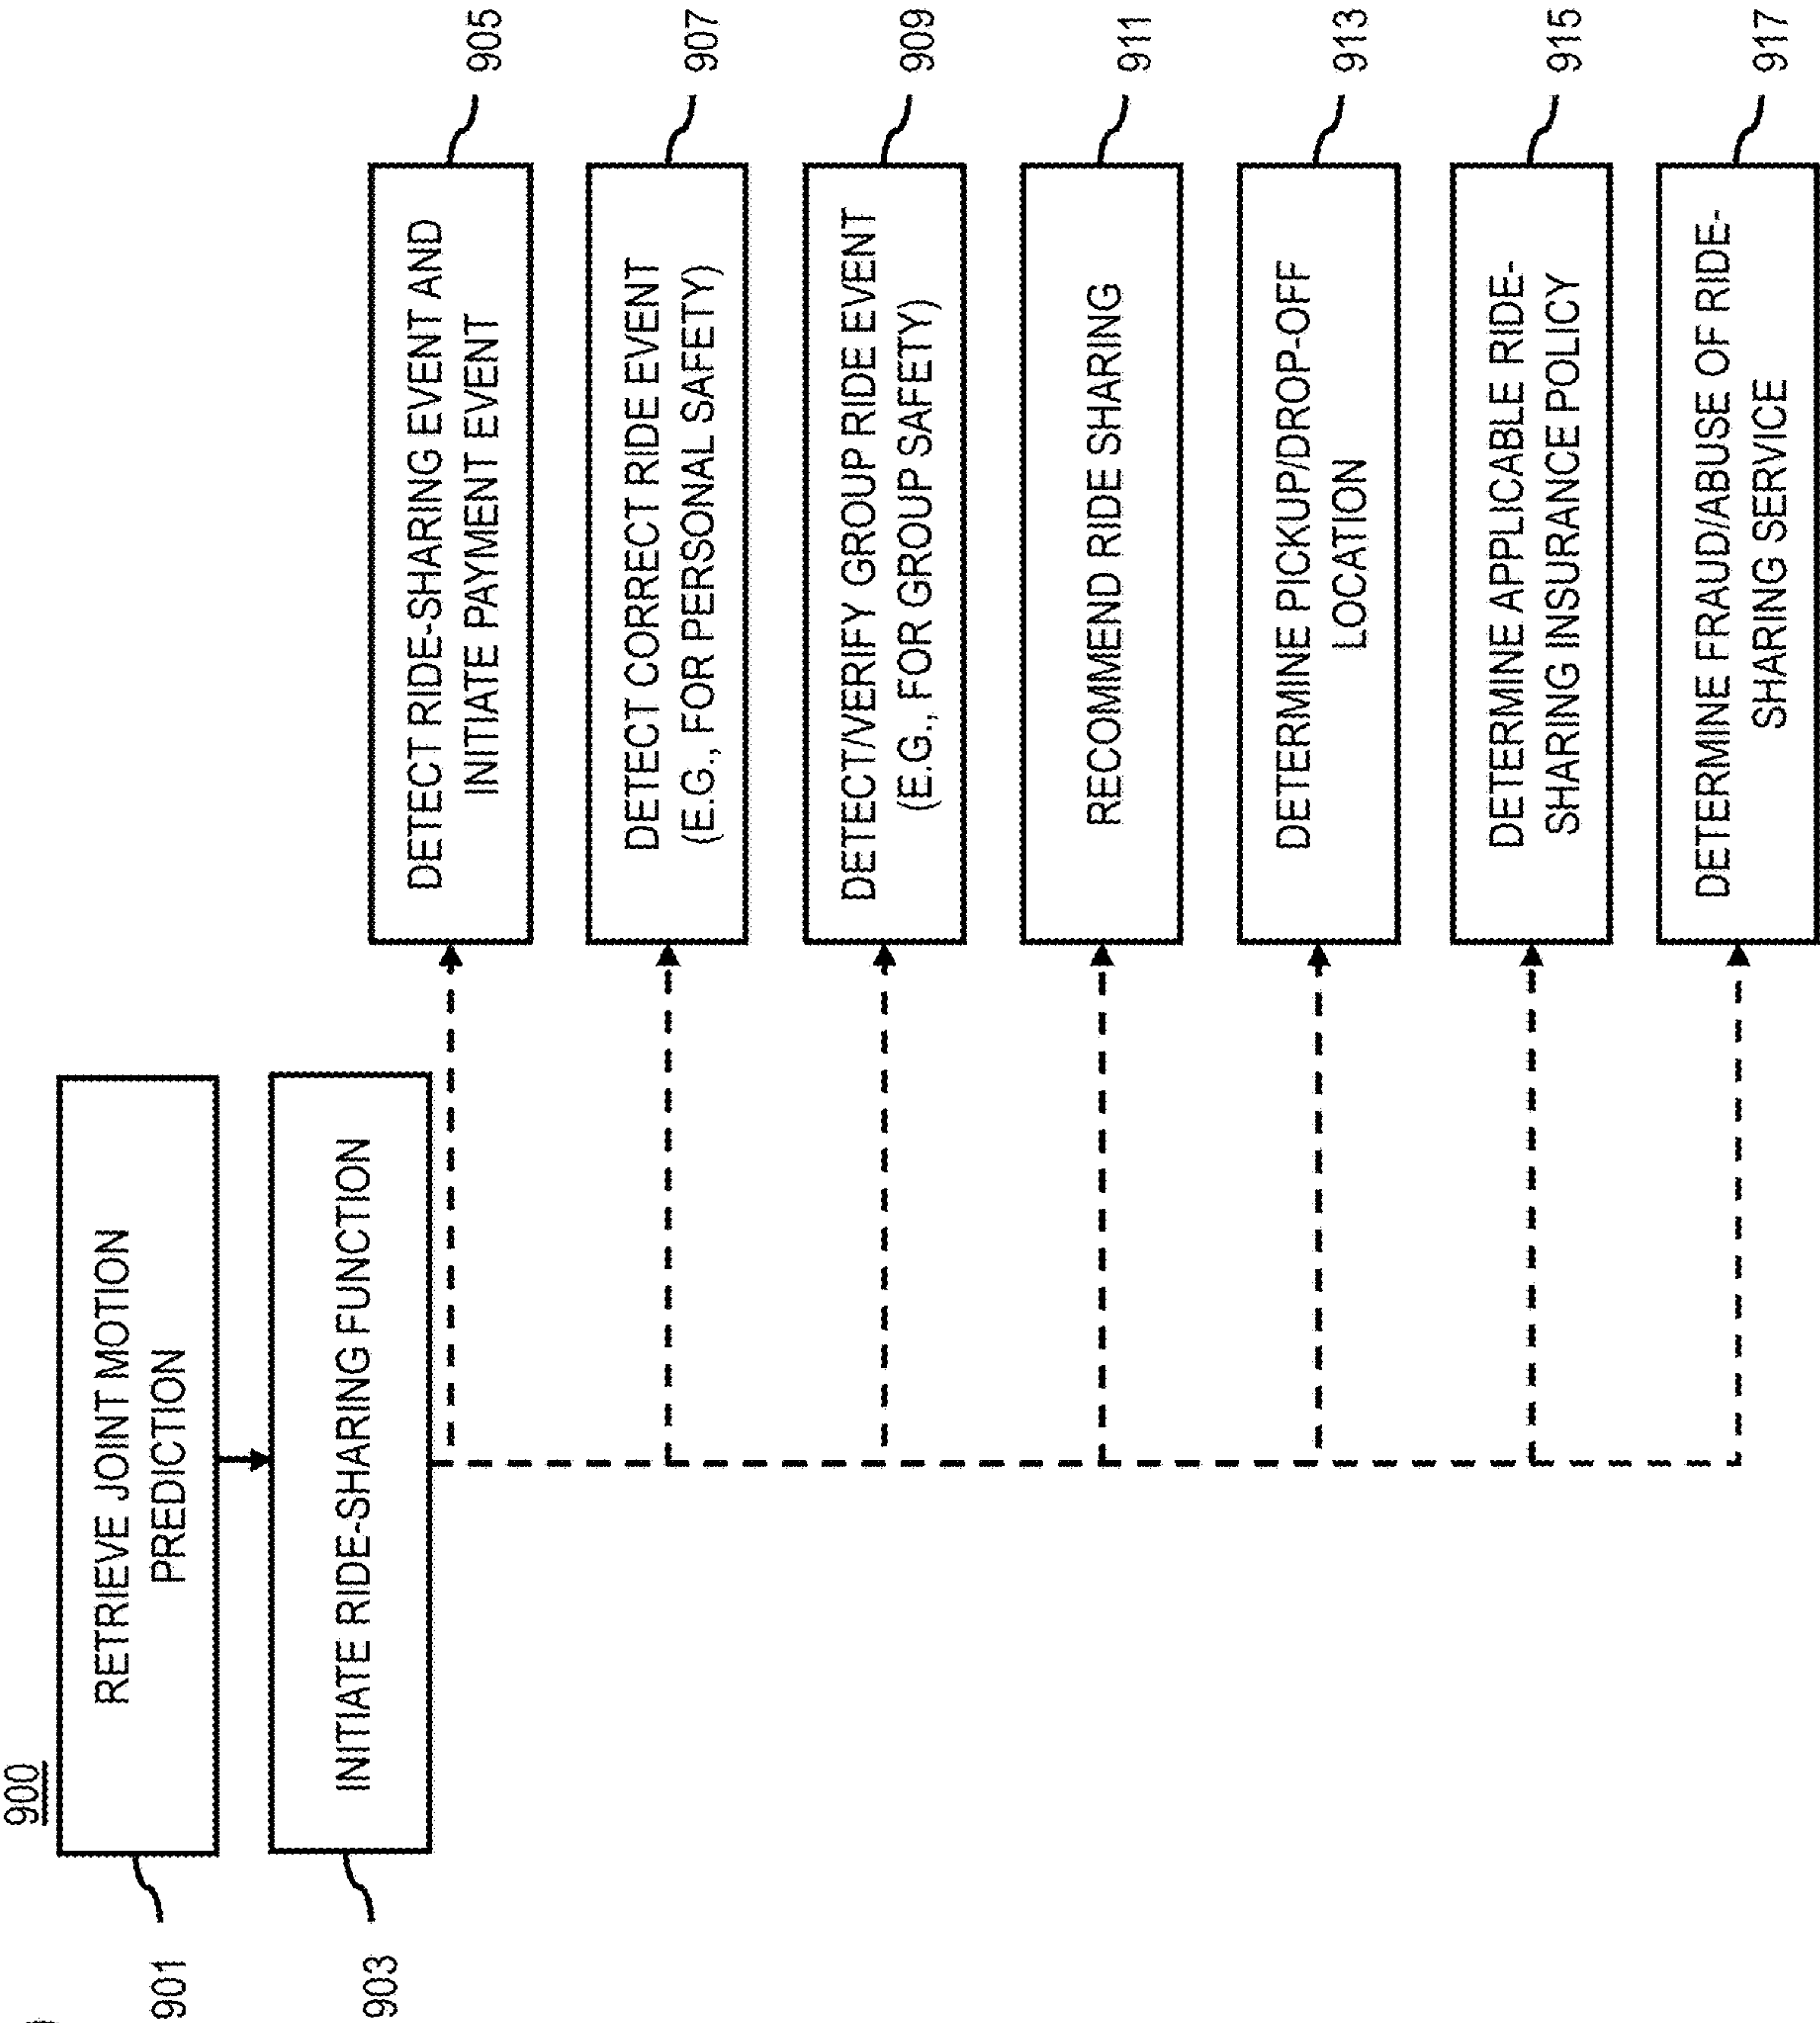 900
901
RETRIEVE JOINT MOTION
PREDICTION
903
INITIATE RIDE-SHARING FUNCTION
DETECT RIDE-SHARING EVENT AND
INITIATE PAYMENT EVENT
905
DETECT CORRECT RIDE EVENT
(E.G., FOR PERSONAL SAFETY)
907
DETECT/VERIFY GROUP RIDE EVENT
(E.G., FOR GROUP SAFETY)
909
RECOMMEND RIDE SHARING
911
DETERMINE PICKUP/DROP-OFF
LOCATION
913
DETERMINE APPLICABLE RIDE-
SHARING INSURANCE POLICY
915
DETERMINE FRAUD/ABUSE OF RIDE-
SHARING SERVICE
917